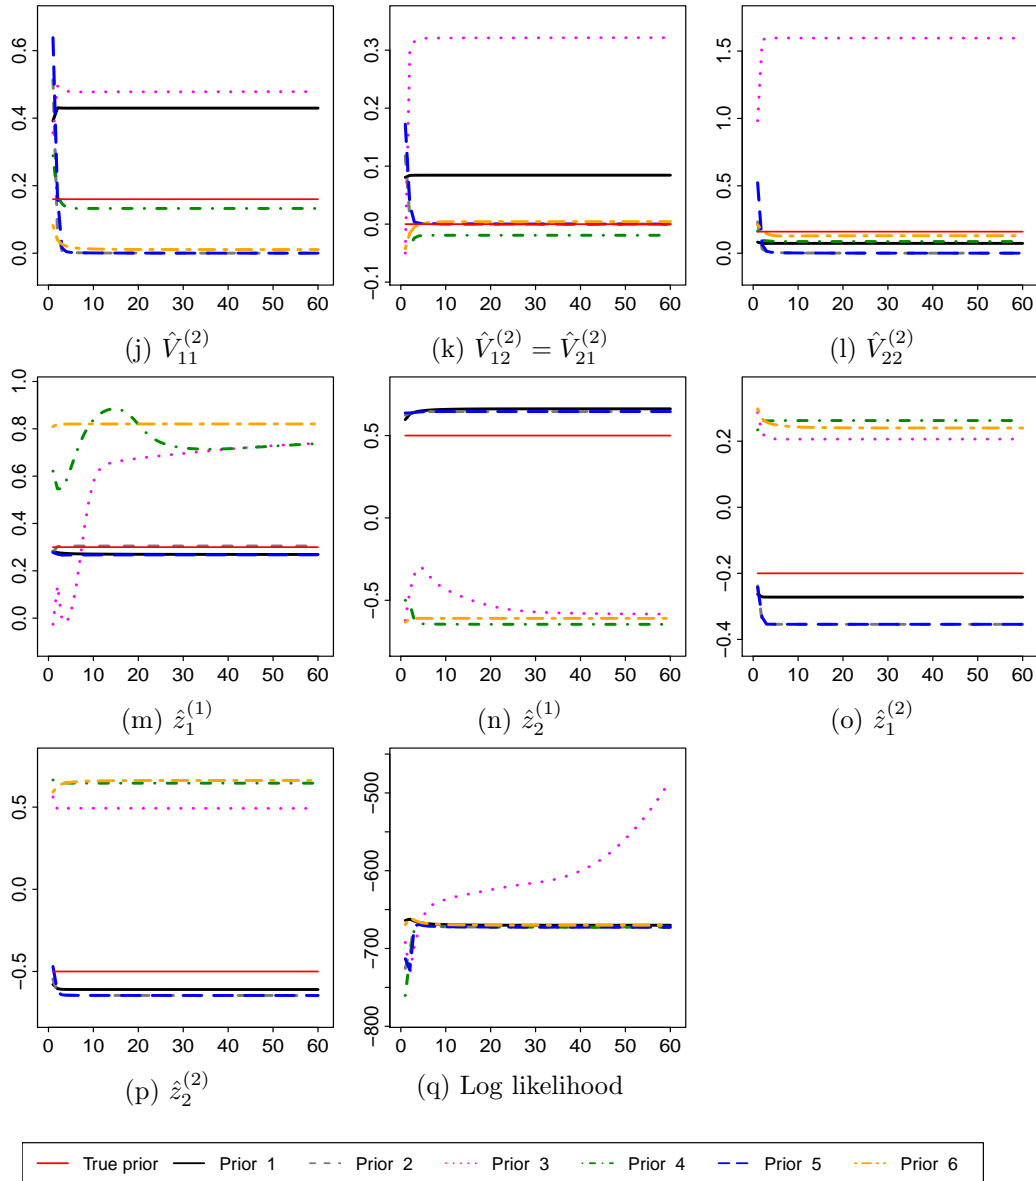 0.6
0.4
0.2
0.0
0 10 20 30 40 50 60
(j) V̂₁₁⁽²⁾
0.3
0.2
0.1
0.0
−0.1
0 10 20 30 40 50 60
(k) V̂₁₂⁽²⁾ = V̂₂₁⁽²⁾
1.5
1.0
0.5
0.0
0 10 20 30 40 50 60
(l) V̂₂₂⁽²⁾
1.0
0.8
0.6
0.4
0.2
0.0
0 10 20 30 40 50 60
(m) ẑ₁⁽¹⁾
0.5
0.0
−0.5
0 10 20 30 40 50 60
(n) ẑ₂⁽¹⁾
0.2
0.0
−0.2
−0.4
0 10 20 30 40 50 60
(o) ẑ₁⁽²⁾
0.5
0.0
−0.5
0 10 20 30 40 50 60
(p) ẑ₂⁽²⁾
−500
−600
−700
−800
0 10 20 30 40 50 60
(q) Log likelihood
True prior Prior 1 Prior 2 Prior 3 Prior 4 Prior 5 Prior 6